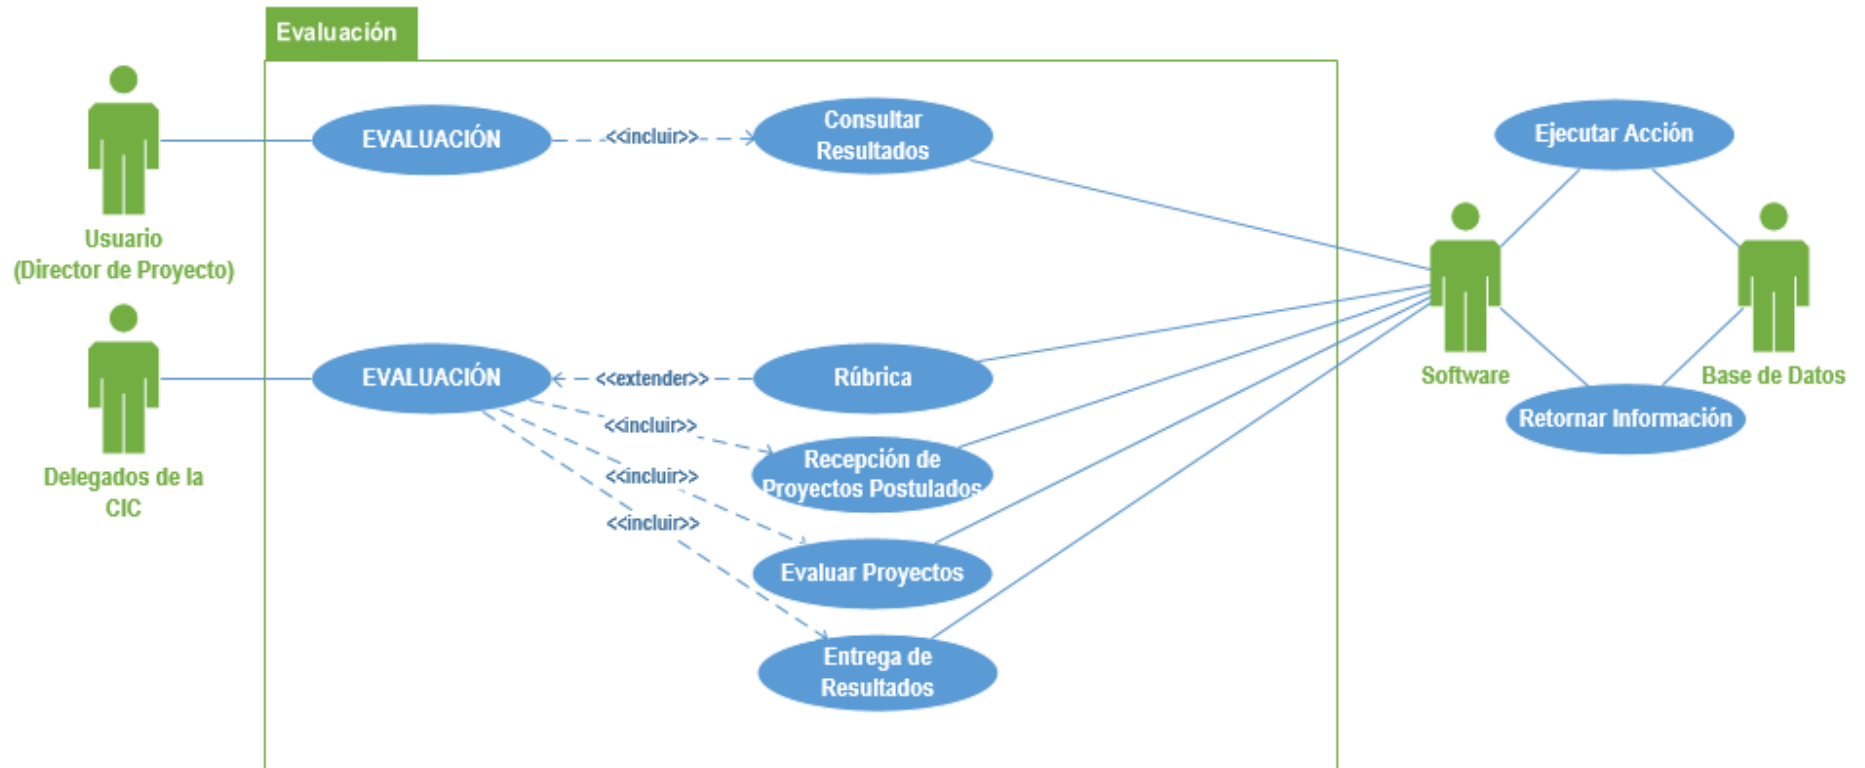 Evaluación
EVALUACIÓN
<<incluir>>
Consultar
Resultados
Ejecutar Acción
Usuario
(Director de Proyecto)
EVALUACIÓN
<<extender>>
Rúbrica
Software
Base de Datos
<<incluir>>
Retornar Información
Recepción de
Proyectos Postulados
Delegados de la
CIC
<<incluir>>
<<incluir>>
Evaluar Proyectos
Entrega de
Resultados